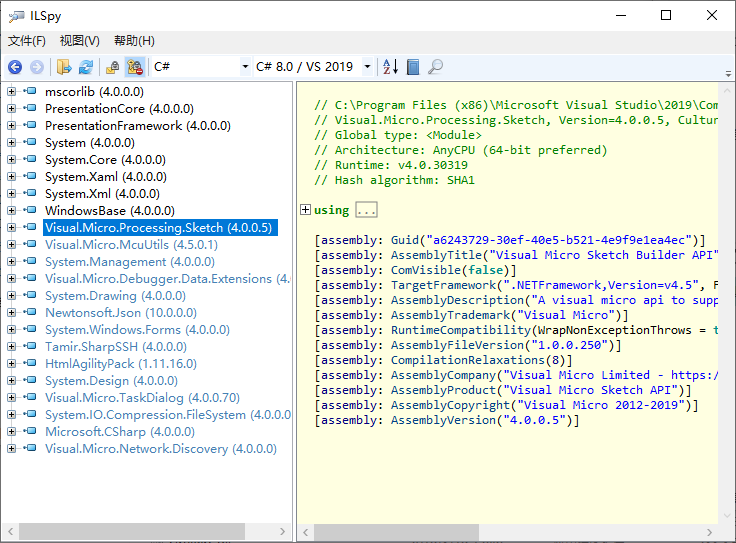 ILSpy
文件(F) 视图(V) 帮助(H)
C# C# 8.0 / VS 2019
mscorlib (4.0.0.0)
PresentationCore (4.0.0.0)
PresentationFramework (4.0.0.0)
System (4.0.0.0)
System.Core (4.0.0.0)
System.Xaml (4.0.0.0)
System.Xml (4.0.0.0)
WindowsBase (4.0.0.0)
Visual.Micro.Processing.Sketch (4.0.0.5)
Visual.Micro.McuUtils (4.5.0.1)
System.Management (4.0.0.0)
Visual.Micro.Debugger.Data.Extensions (4.0
System.Drawing (4.0.0.0)
Newtonsoft.Json (10.0.0.0)
System.Windows.Forms (4.0.0.0)
Tamir.SharpSSH (4.0.0.0)
HtmlAgilityPack (1.11.16.0)
System.Design (4.0.0.0)
Visual.Micro.TaskDialog (4.0.0.70)
System.IO.Compression.FileSystem (4.0.0.0
Microsoft.CSharp (4.0.0.0)
Visual.Micro.Network.Discovery (4.0.0.0)
// C:\Program Files (x86)\Microsoft Visual Studio\2019\Com
// Visual.Micro.Processing.Sketch, Version=4.0.0.5, Cultur
// Global type: <Module>
// Architecture: AnyCPU (64-bit preferred)
// Runtime: v4.0.30319
// Hash algorithm: SHA1
using ...
[assembly: Guid("a6243729-30ef-40e5-b521-4e9f9e1ea4ec")]
[assembly: AssemblyTitle("Visual Micro Sketch Builder API"
[assembly: ComVisible(false)]
[assembly: TargetFramework(".NETFramework,Version=v4.5", F
[assembly: AssemblyDescription("A visual micro api to supp
[assembly: AssemblyTrademark("Visual Micro")]
[assembly: RuntimeCompatibility(WrapNonExceptionThrows = t
[assembly: AssemblyFileVersion("1.0.0.250")]
[assembly: CompilationRelaxations(8)]
[assembly: AssemblyCompany("Visual Micro Limited - https:/
[assembly: AssemblyProduct("Visual Micro Sketch API")]
[assembly: AssemblyCopyright("Visual Micro 2012-2019")]
[assembly: AssemblyVersion("4.0.0.5")]